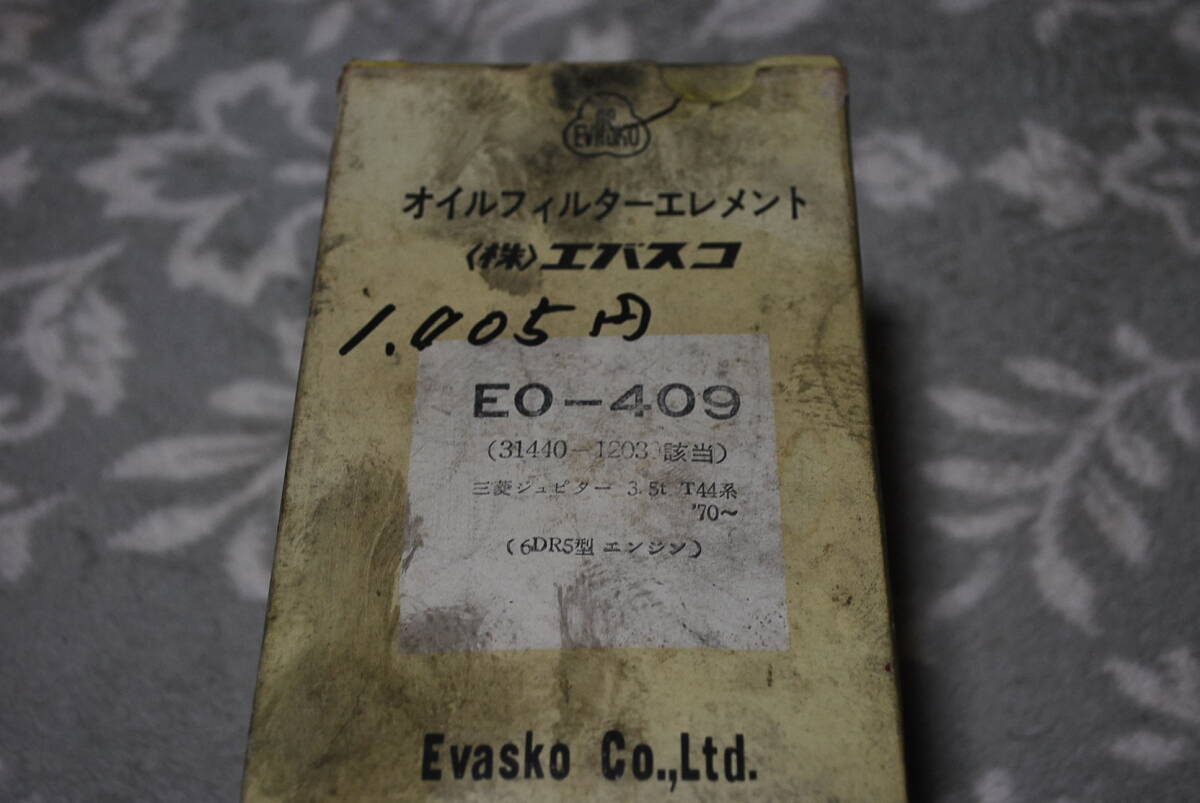 EVASKO
オイルフィルターエレメント
〈株〉エバスコ
1.005円
EO-409
(31440-1203 該当)
三菱ジュピター 3.5t T44系
'70～
(6DR5型 エンジン)
Evasko Co.,Ltd.